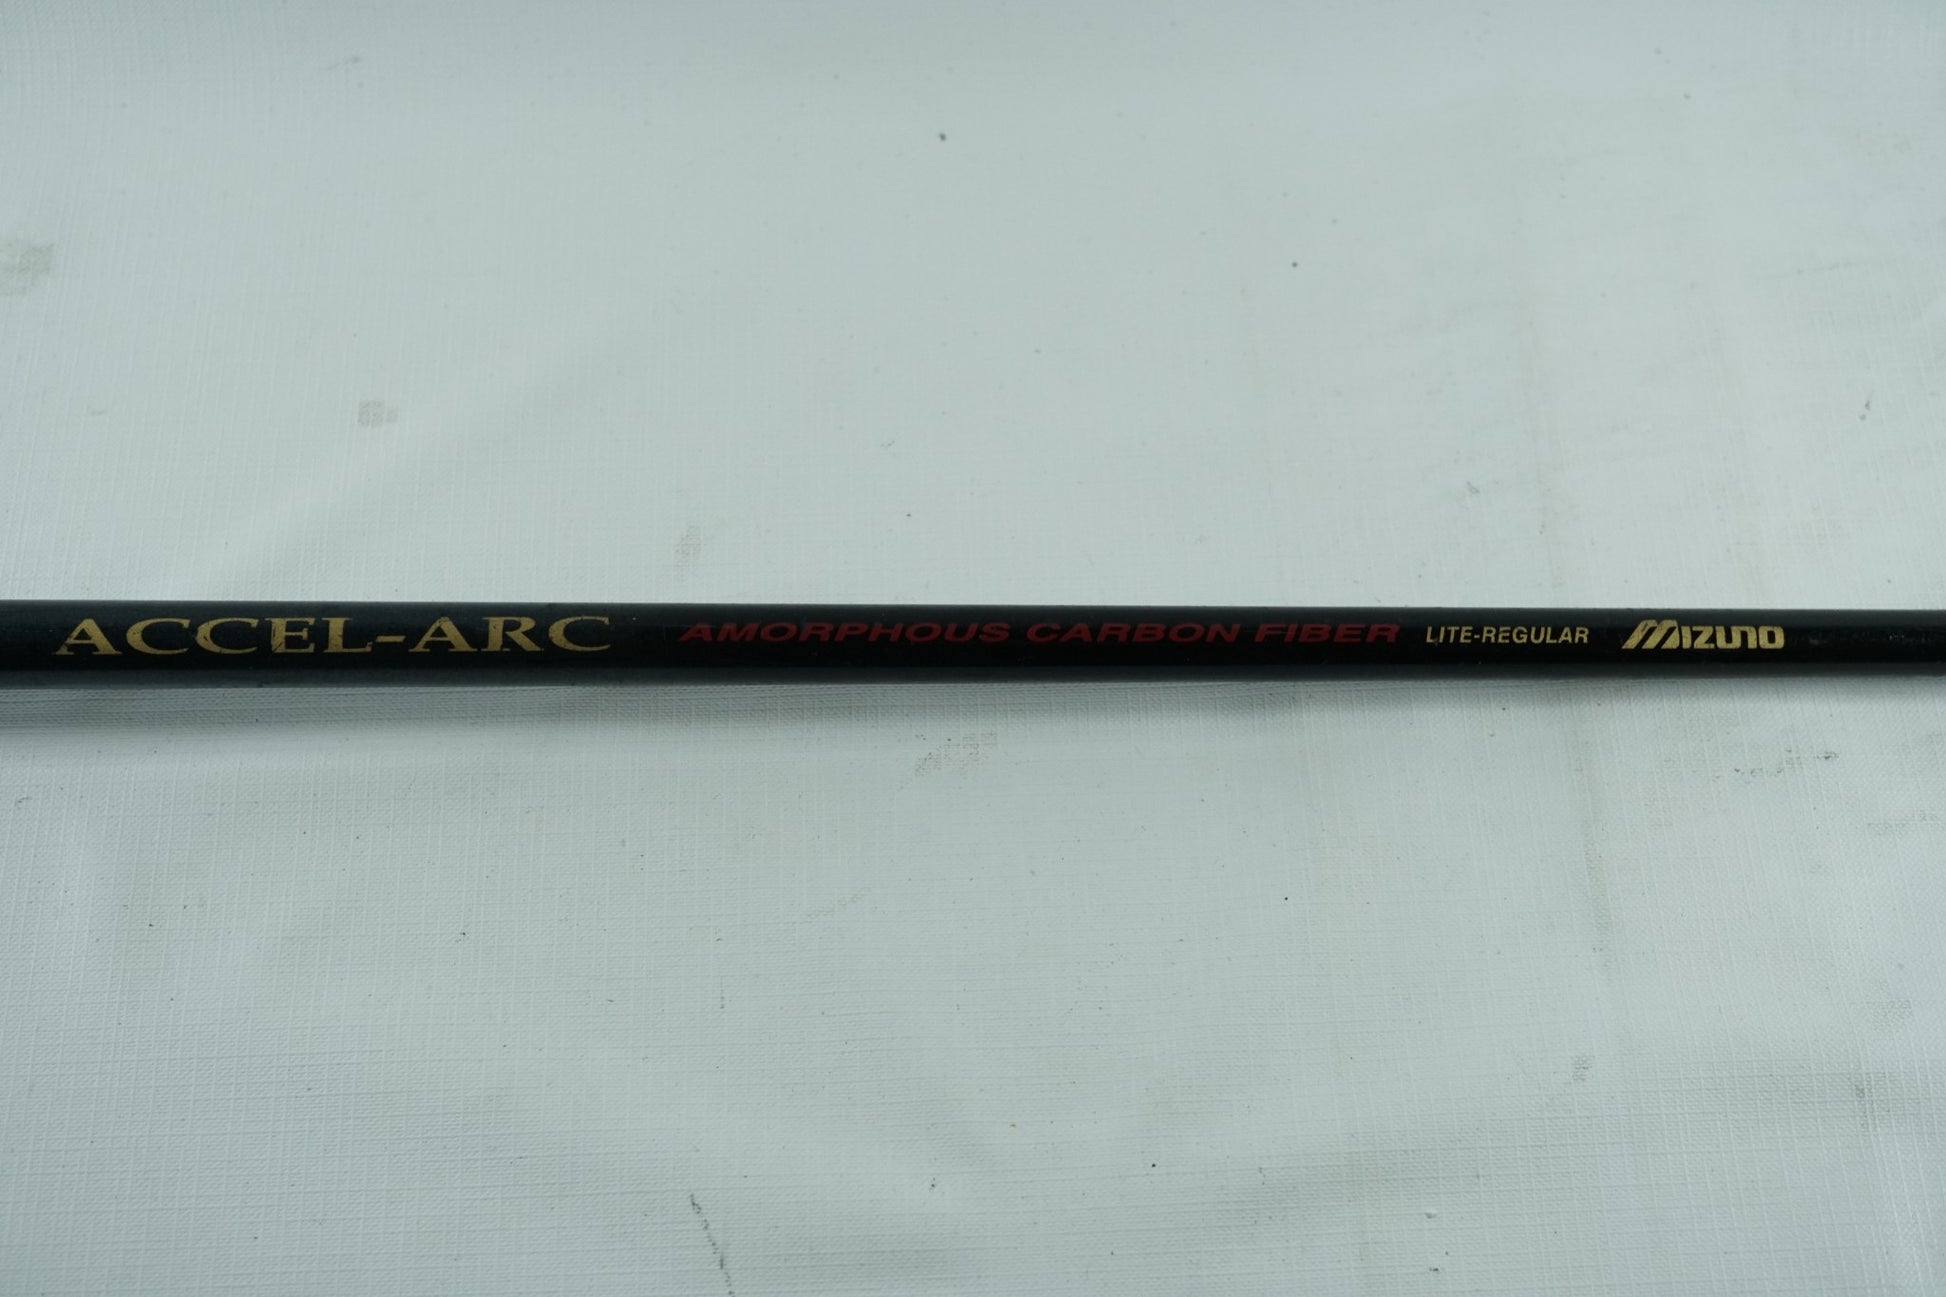 ACCEL-ARC AMORPHOUS CARBON FIBER LITE-REGULAR MIZUNO